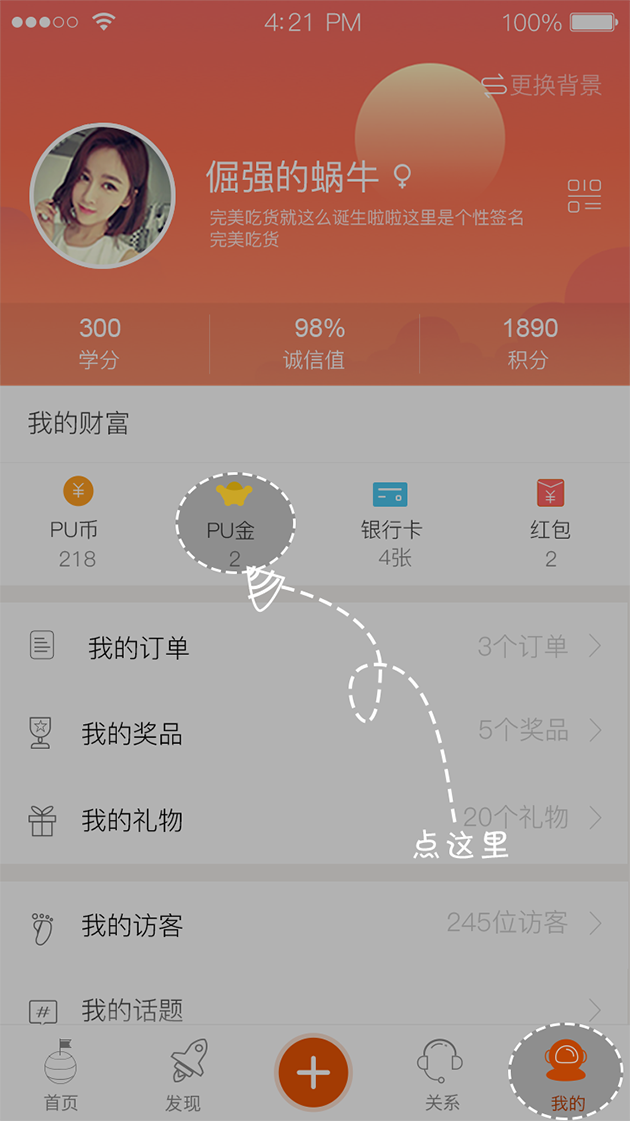 4:21 PM 100%
更换背景
倔强的蜗牛
完美吃货就这么诞生啦啦这里是个性签名
完美吃货
300 98% 1890
学分 诚信值 积分
我的财富
PU币 PU金 银行卡 红包
218 2 4张 2
我的订单 3个订单
我的奖品 5个奖品
我的礼物 20个礼物
点这里
我的访客 245位访客
我的话题
首页 发现 关系 我的